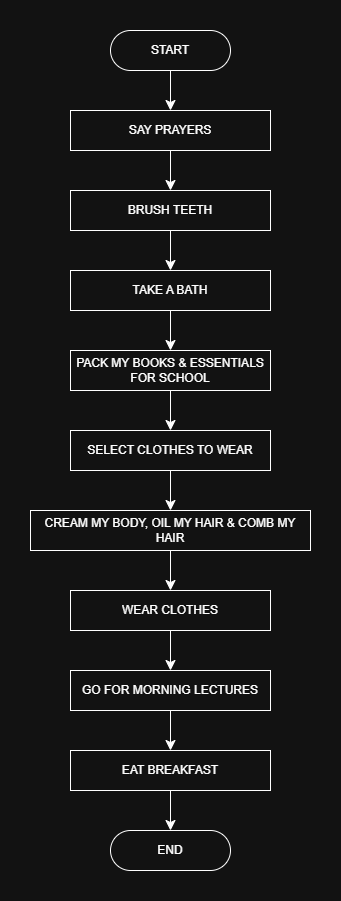 START
SAY PRAYERS
BRUSH TEETH
TAKE A BATH
PACK MY BOOKS & ESSENTIALS
FOR SCHOOL
SELECT CLOTHES TO WEAR
CREAM MY BODY, OIL MY HAIR & COMB MY
HAIR
WEAR CLOTHES
GO FOR MORNING LECTURES
EAT BREAKFAST
END